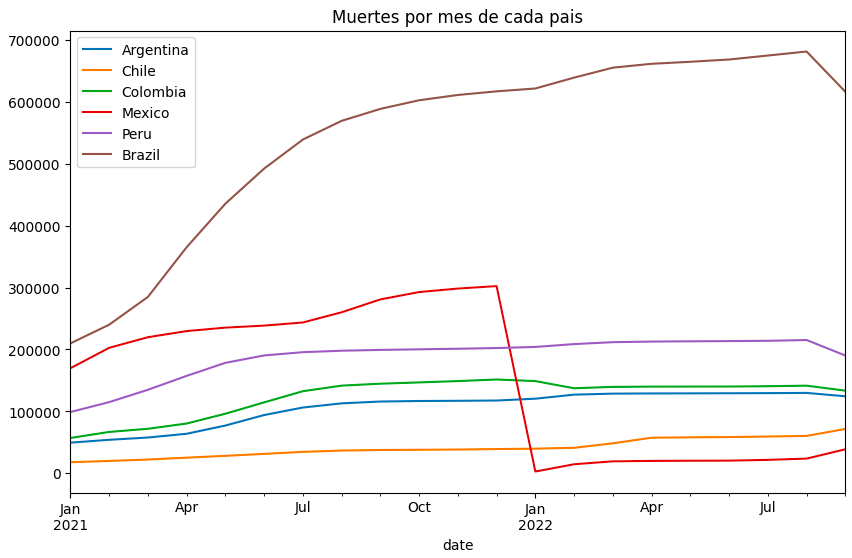 Muertes por mes de cada pais
700000
600000
500000
400000
300000
200000
100000
0
Argentina
Chile
Colombia
Mexico
Peru
Brazil
Jan
2021
Apr
Jul
Oct
Jan
2022
Apr
Jul
date